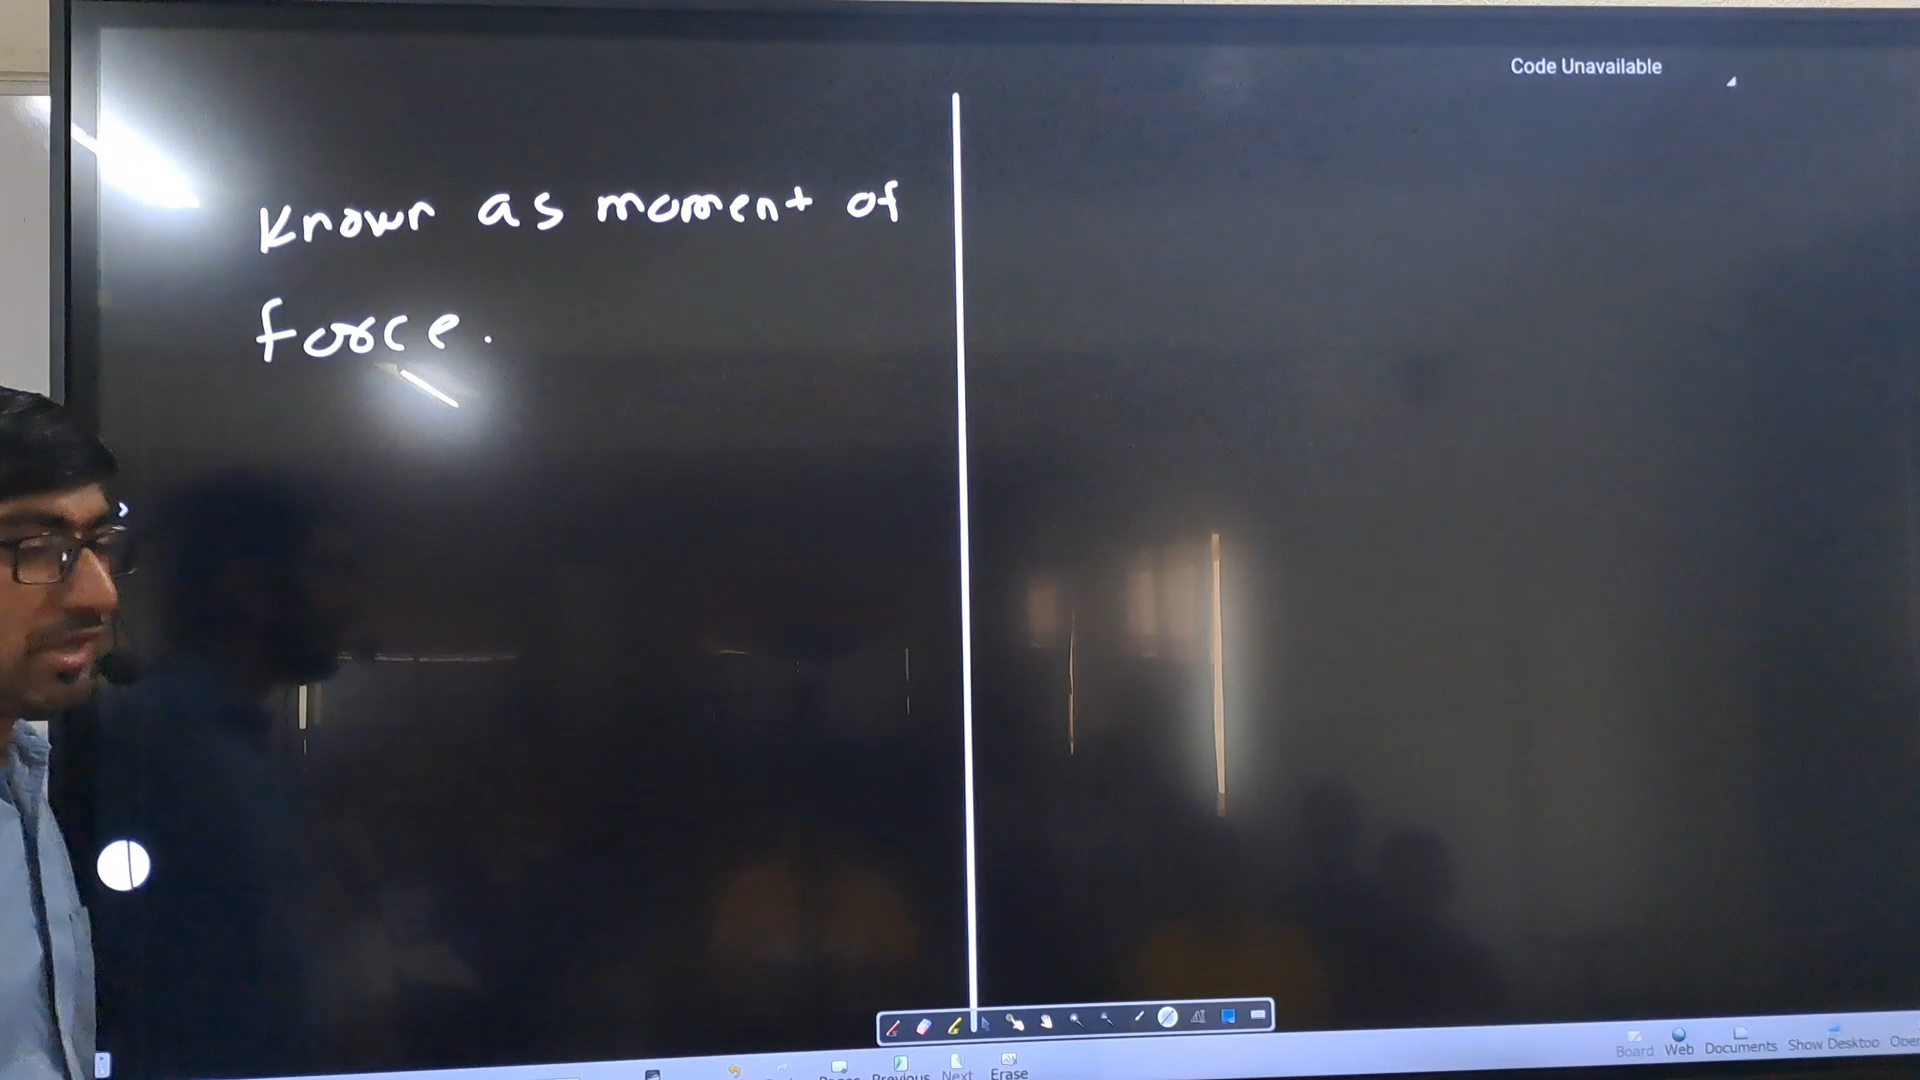 Code Unavailable
Known as moment of
force.
Board Web Documents Show Desktop
Previous Next Erase